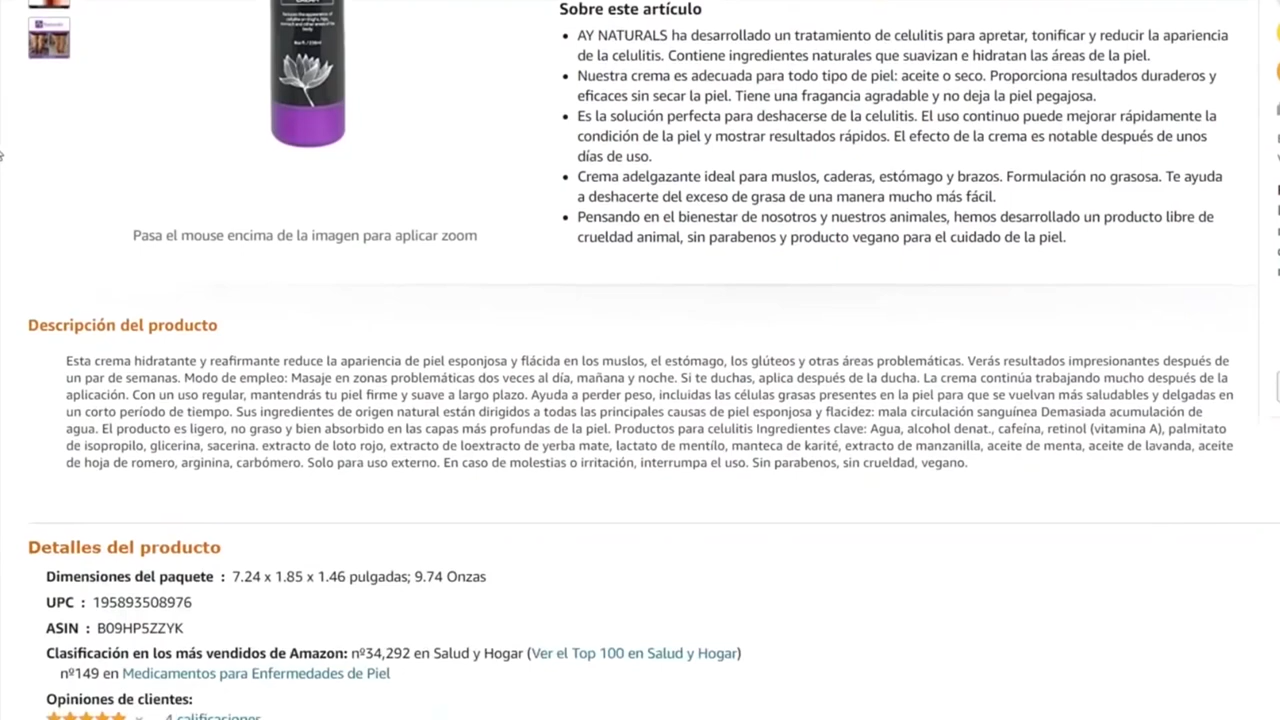 Sobre este artículo
• AY NATURALS ha desarrollado un tratamiento de celulitis para apretar, tonificar y reducir la apariencia
de la celulitis. Contiene ingredientes naturales que suavizan e hidratan las áreas de la piel.
• Nuestra crema es adecuada para todo tipo de piel: aceite o seco. Proporciona resultados duraderos y
eficaces sin secar la piel. Tiene una fragancia agradable y no deja la piel pegajosa.
• Es la solución perfecta para deshacerse de la celulitis. El uso continuo puede mejorar rápidamente la
condición de la piel y mostrar resultados rápidos. El efecto de la crema es notable después de unos
días de uso.
• Crema adelgazante ideal para muslos, caderas, estómago y brazos. Formulación no grasosa. Te ayuda
a deshacerte del exceso de grasa de una manera mucho más fácil.
• Pensando en el bienestar de nosotros y nuestros animales, hemos desarrollado un producto libre de
crueldad animal, sin parabenos y producto vegano para el cuidado de la piel.
Pasa el mouse encima de la imagen para aplicar zoom
Descripción del producto
Esta crema hidratante y reafirmante reduce la apariencia de piel esponjosa y flácida en los muslos, el estómago, los glúteos y otras áreas problemáticas. Verás resultados impresionantes después de
un par de semanas. Modo de empleo: Masaje en zonas problemáticas dos veces al día, mañana y noche. Si te duchas, aplica después de la ducha. La crema continúa trabajando mucho después de la
aplicación. Con un uso regular, mantendrás tu piel firme y suave a largo plazo. Ayuda a perder peso, incluidas las células grasas presentes en la piel para que se vuelvan más saludables y delgadas en
un corto período de tiempo. Sus ingredientes de origen natural están dirigidos a todas las principales causas de piel esponjosa y flacidez: mala circulación sanguínea Demasiada acumulación de
agua. El producto es ligero, no graso y bien absorbido en las capas más profundas de la piel. Productos para celulitis Ingredientes clave: Agua, alcohol denat., cafeína, retinol (vitamina A), palmitato
de isopropilo, glicerina, sacerina. extracto de loto rojo, extracto de loextracto de yerba mate, lactato de mentílo, manteca de karité, extracto de manzanilla, aceite de menta, aceite de lavanda, aceite
de hoja de romero, arginina, carbómero. Solo para uso externo. En caso de molestias o irritación, interrumpa el uso. Sin parabenos, sin crueldad, vegano.
Detalles del producto
Dimensiones del paquete : 7.24 x 1.85 x 1.46 pulgadas; 9.74 Onzas
UPC : 195893508976
ASIN : B09HP5ZZYK
Clasificación en los más vendidos de Amazon: nº34,292 en Salud y Hogar (Ver el Top 100 en Salud y Hogar)
nº149 en Medicamentos para Enfermedades de Piel
Opiniones de clientes:
4 calificaciones